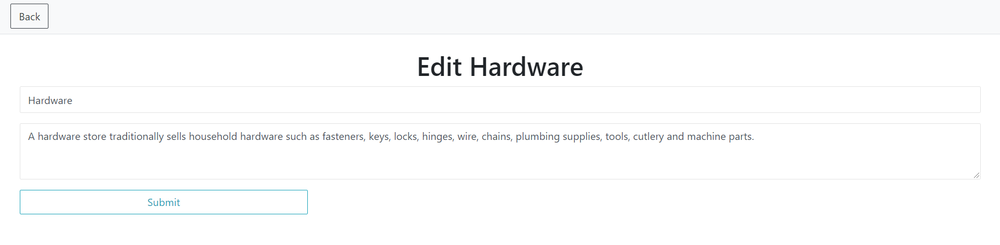 Back
Edit Hardware
Hardware
A hardware store traditionally sells household hardware such as fasteners, keys, locks, hinges, wire, chains, plumbing supplies, tools, cutlery and machine parts.
Submit